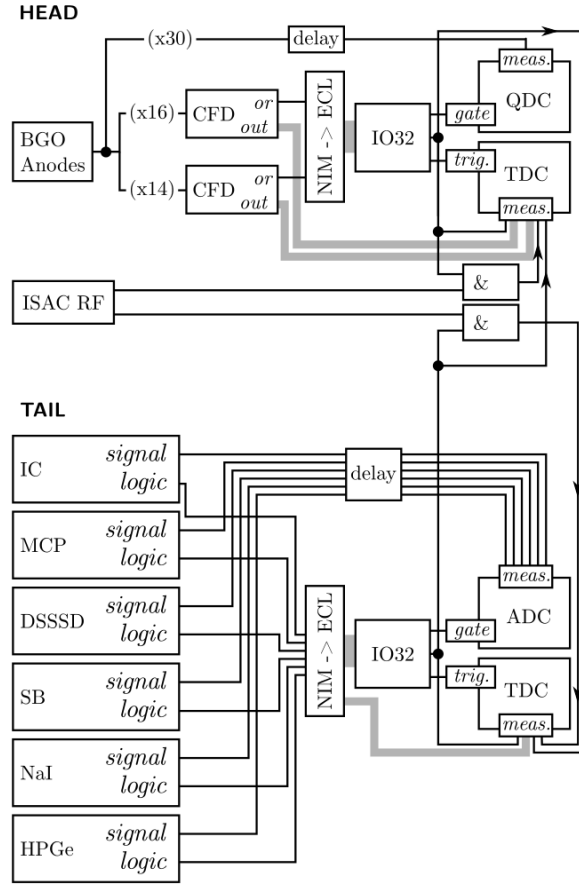 HEAD
(x30)
delay
meas.
QDC
gate
BGO
Anodes
(x16)
CFD
or
out
NIM -> ECL
IO32
trig.
TDC
meas.
(x14)
CFD
or
out
&
ISAC RF
&
TAIL
IC
signal
logic
delay
MCP
signal
logic
meas.
ADC
gate
DSSSD
signal
logic
NIM -> ECL
IO32
trig.
TDC
meas.
SB
signal
logic
NaI
signal
logic
HPGe
signal
logic